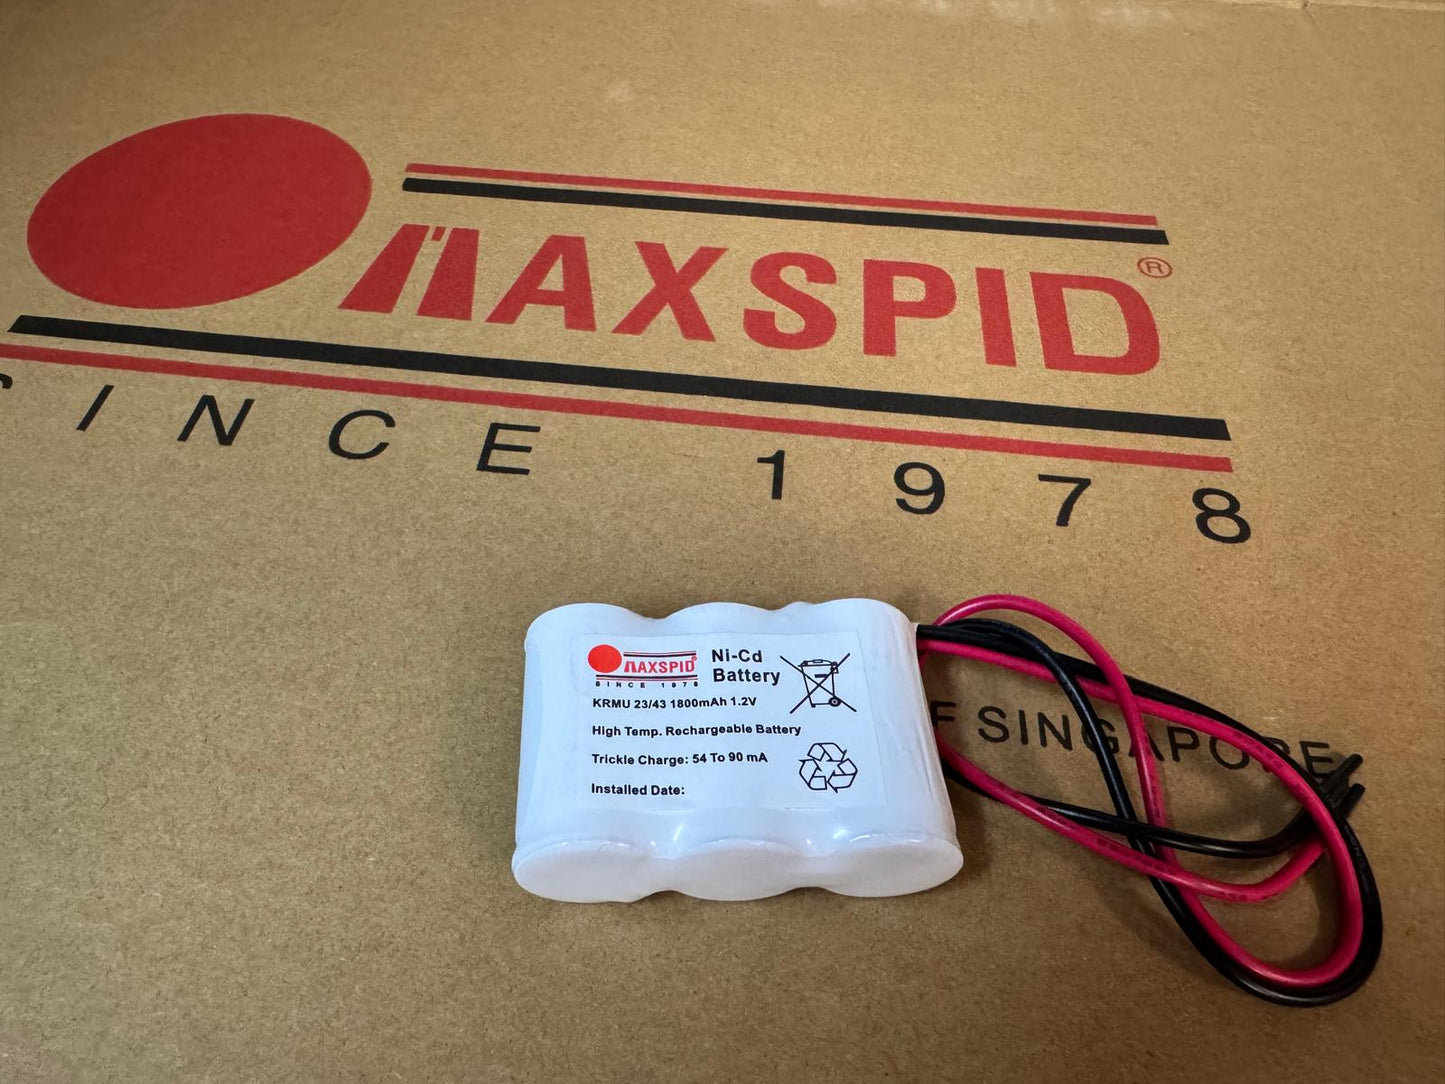 MAXSPID®
SINCE 1978
MAXSPID®
SINCE 1978
Ni-Cd
Battery
KRMU 23/43 1800mAh 1.2V
High Temp. Rechargeable Battery
Trickle Charge: 54 To 90 mA
Installed Date:
F SINGAPORE